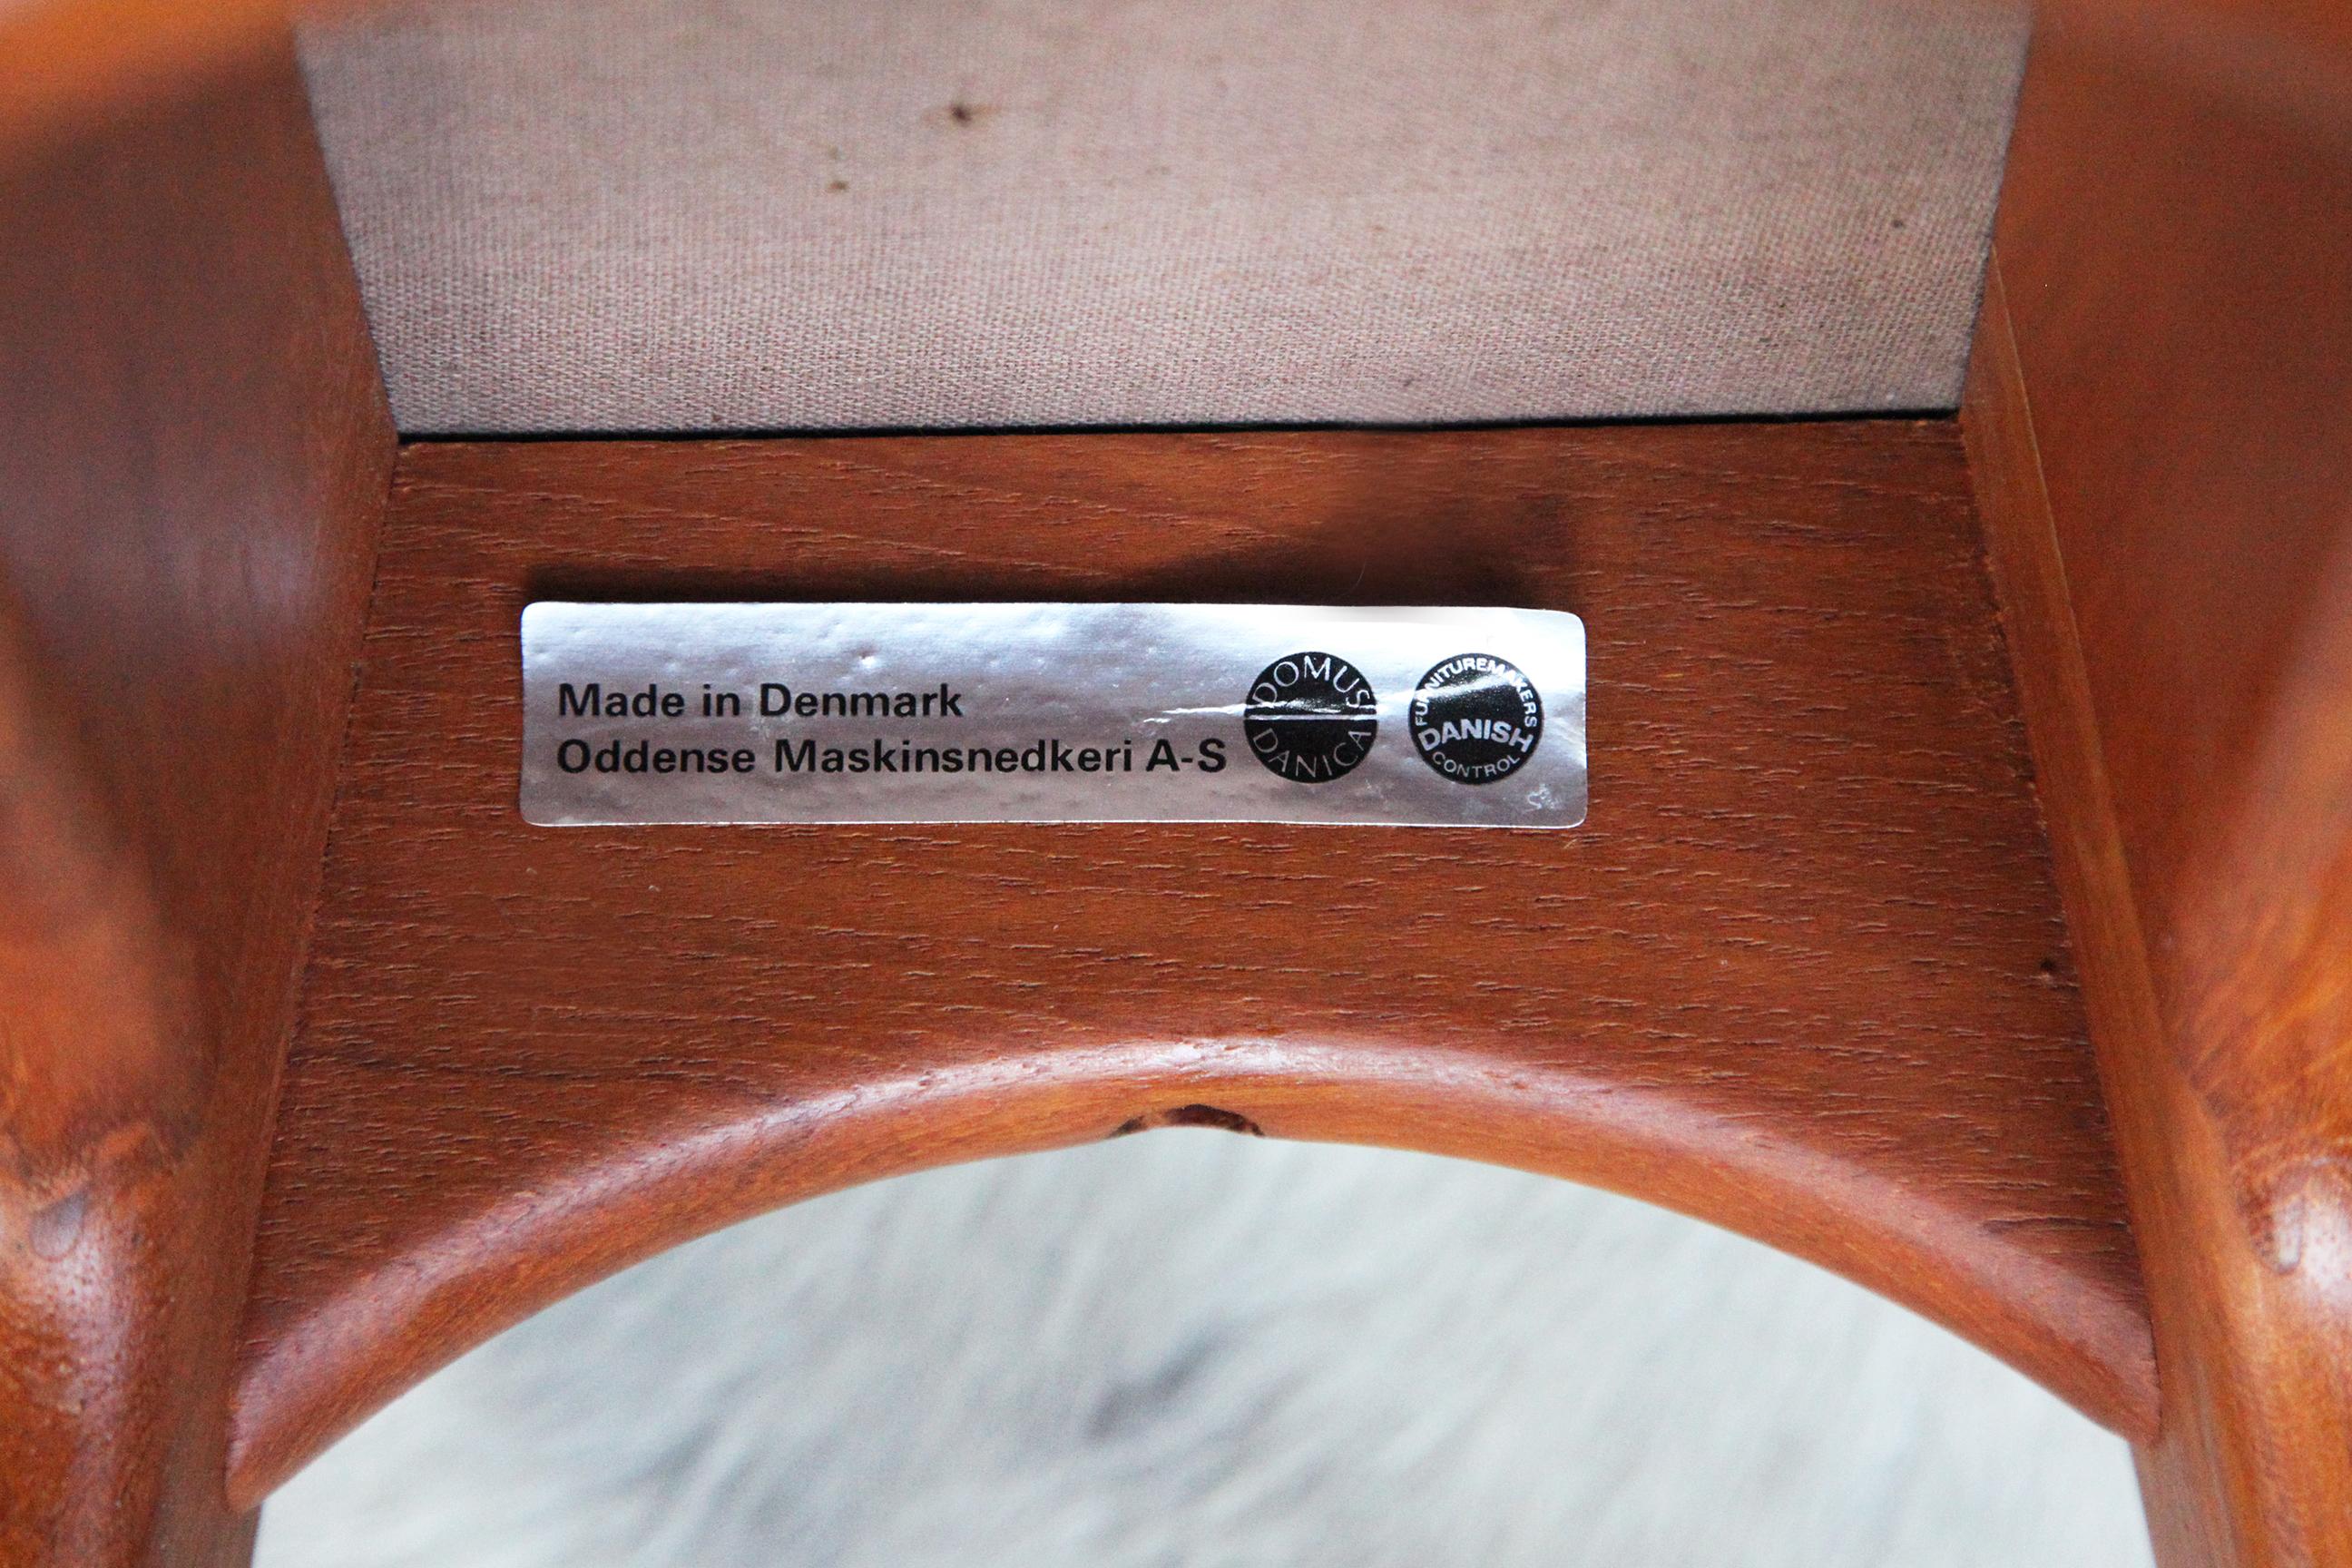 Made in Denmark
Oddense Maskinsnedkeri A-S
DOMUS
DANICA
FURNITUREMAKERS
DANISH
CONTROL